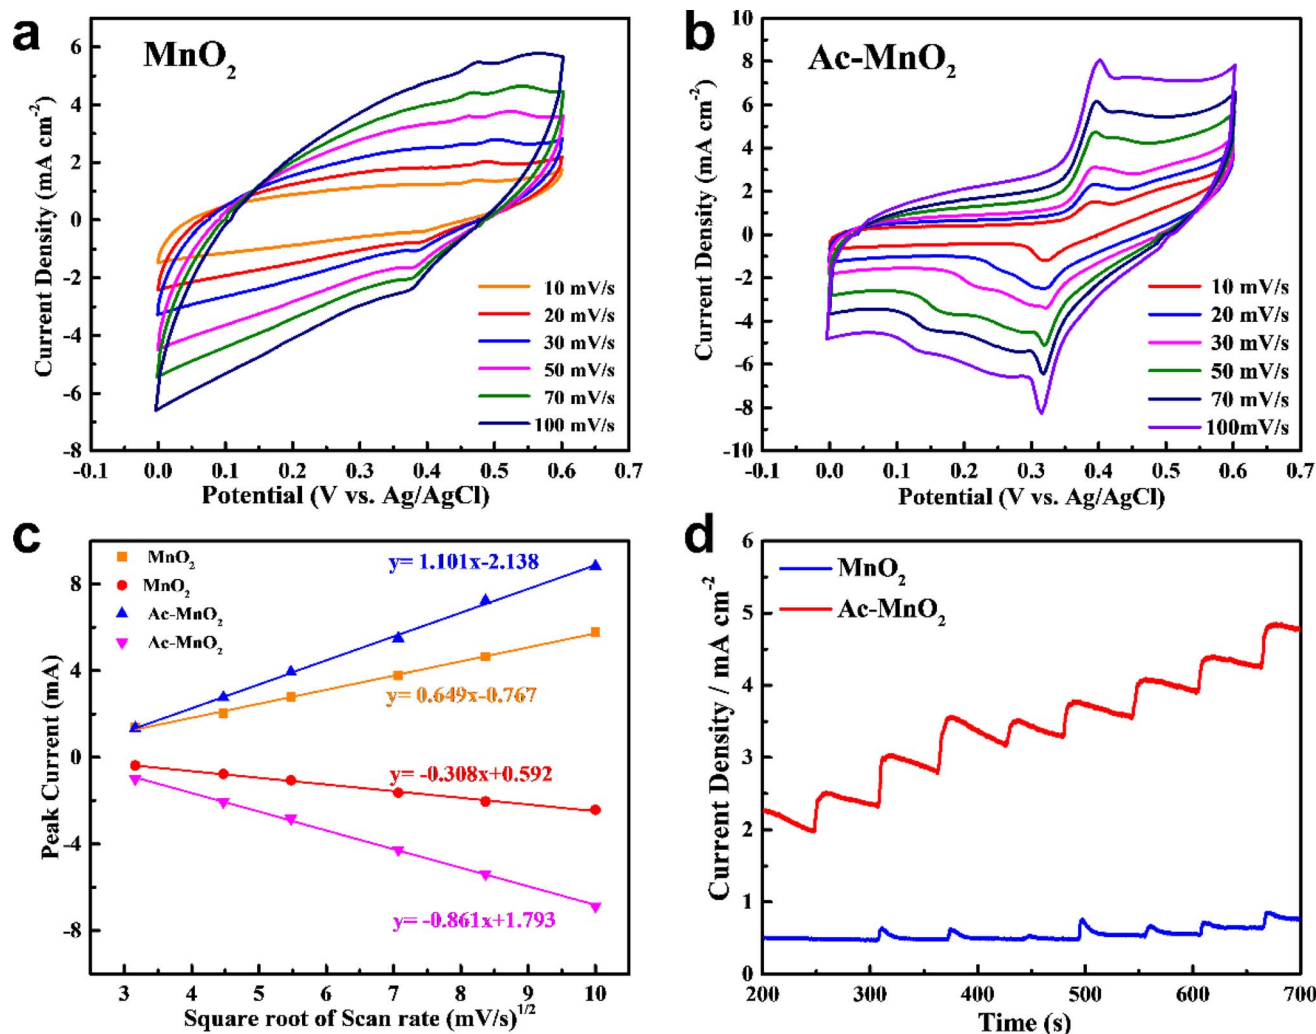 a
MnO2
6
4
2
0
-2
-4
-6
-8
Current Density (mA cm-2)
10 mV/s
20 mV/s
30 mV/s
50 mV/s
70 mV/s
100 mV/s
-0.1 0.0 0.1 0.2 0.3 0.4 0.5 0.6 0.7
Potential (V vs. Ag/AgCl)
b
Ac-MnO2
10
8
6
4
2
0
-2
-4
-6
-8
-10
Current Density (mA cm-2)
10 mV/s
20 mV/s
30 mV/s
50 mV/s
70 mV/s
100mV/s
-0.1 0.0 0.1 0.2 0.3 0.4 0.5 0.6 0.7
Potential (V vs. Ag/AgCl)
c
MnO2
MnO2
Ac-MnO2
Ac-MnO2
y= 1.101x-2.138
y= 0.649x-0.767
y= -0.308x+0.592
y= -0.861x+1.793
8
4
0
-4
-8
Peak Current (mA)
3 4 5 6 7 8 9 10
Square root of Scan rate (mV/s)1/2
d
MnO2
Ac-MnO2
6
5
4
3
2
1
0
Current Density / mA cm-2
200 300 400 500 600 700
Time (s)